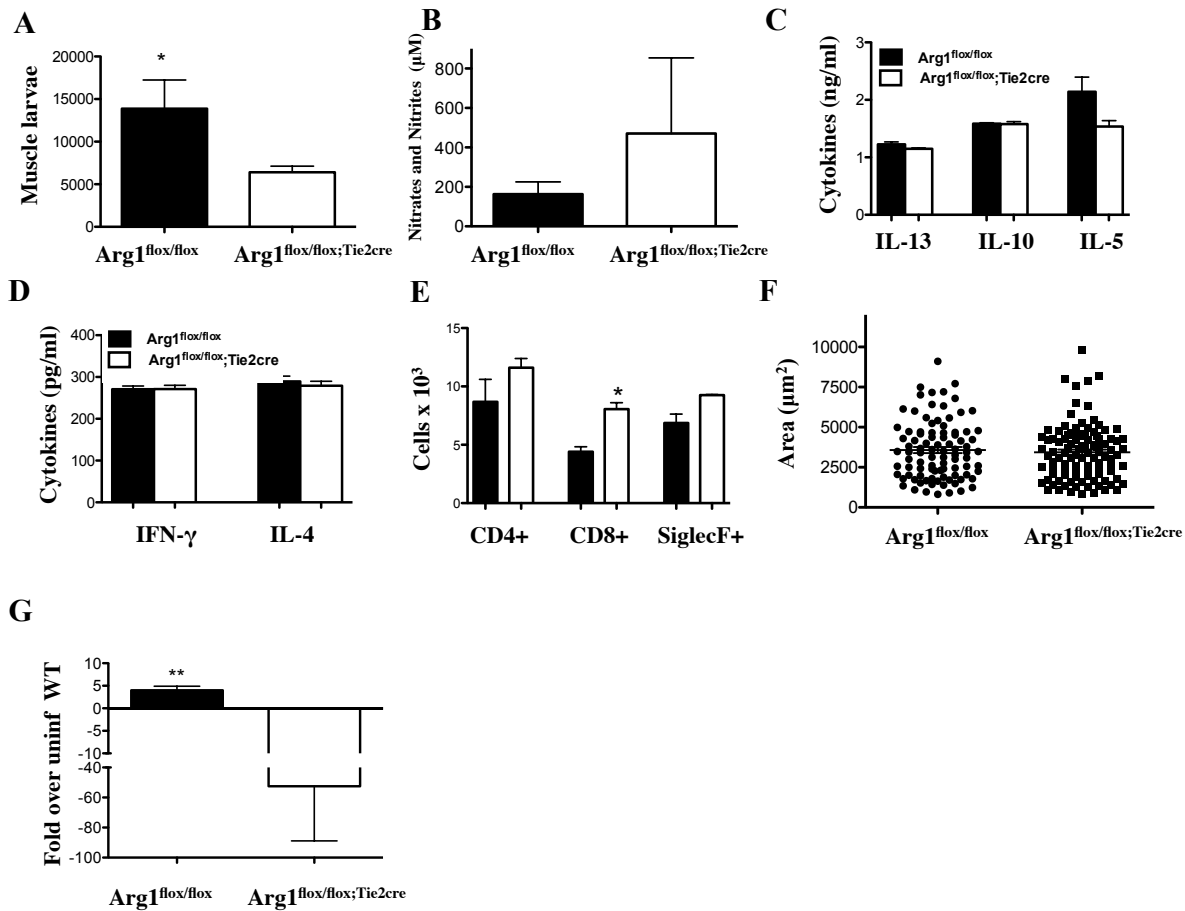 A
Muscle larvae
20000
15000
10000
5000
0
*
Arg1flox/flox
Arg1flox/flox;Tie2cre
B
Nitrates and Nitrites (μM)
800
600
400
200
0
Arg1flox/flox
Arg1flox/flox;Tie2cre
C
Cytokines (ng/ml)
3
2
1
0
Arg1flox/flox
Arg1flox/flox;Tie2cre
IL-13
IL-10
IL-5
D
Cytokines (pg/ml)
400
300
200
100
0
Arg1flox/flox
Arg1flox/flox;Tie2cre
IFN-γ
IL-4
E
Cells x 10³
15
10
5
0
*
CD4+
CD8+
SiglecF+
F
Area (μm²)
10000
7500
5000
2500
0
Arg1flox/flox
Arg1flox/flox;Tie2cre
G
Fold over uninf WT
10
5
0
-5
-10
-40
-60
-80
-100
**
Arg1flox/flox
Arg1flox/flox;Tie2cre